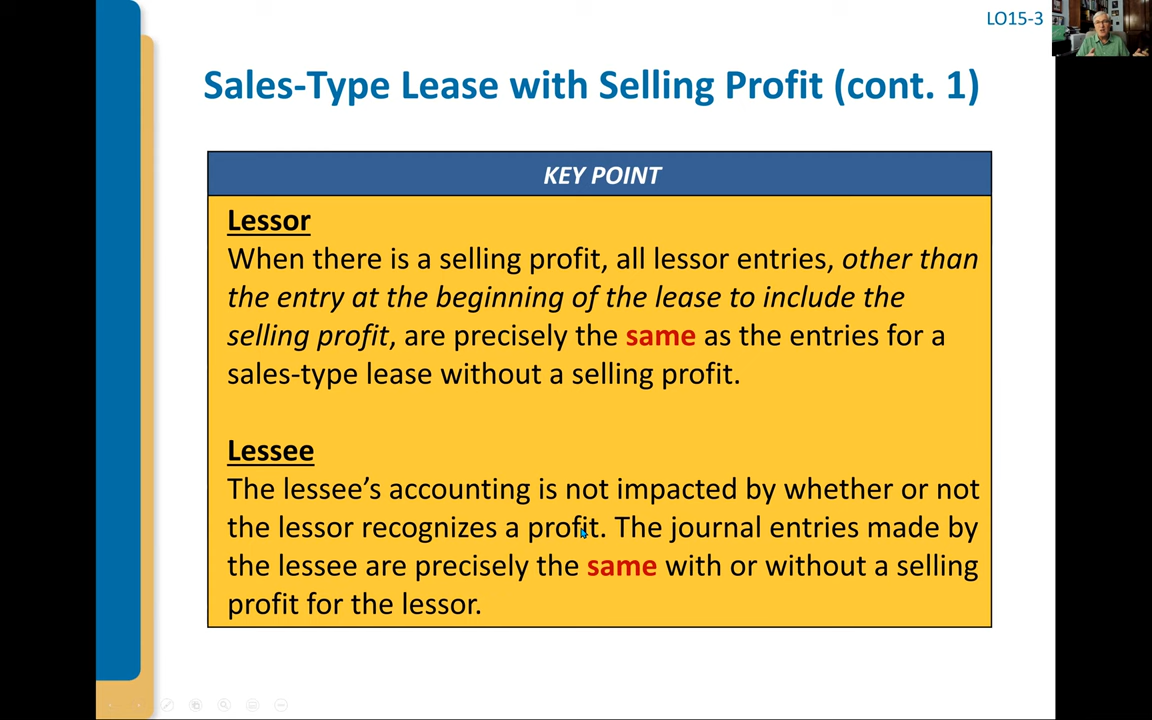 LO15-3
Sales-Type Lease with Selling Profit (cont. 1)
KEY POINT
Lessor
When there is a selling profit, all lessor entries, other than
the entry at the beginning of the lease to include the
selling profit, are precisely the same as the entries for a
sales-type lease without a selling profit.
Lessee
The lessee’s accounting is not impacted by whether or not
the lessor recognizes a profit. The journal entries made by
the lessee are precisely the same with or without a selling
profit for the lessor.